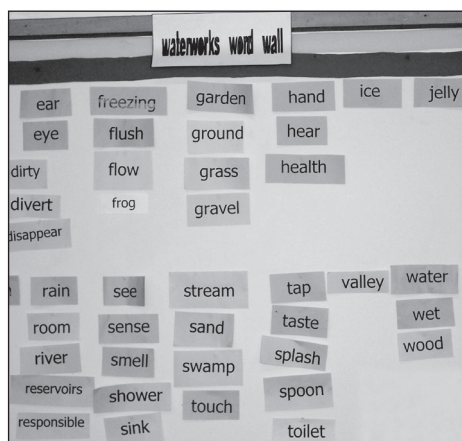 waterworks word wall
ear freezing garden hand ice jelly
eye flush ground hear
dirty flow grass health
divert frog gravel
disappear
rain see stream tap valley water
room sense sand taste wet
river smell swamp splash wood
reservoirs shower touch spoon
responsible sink toilet